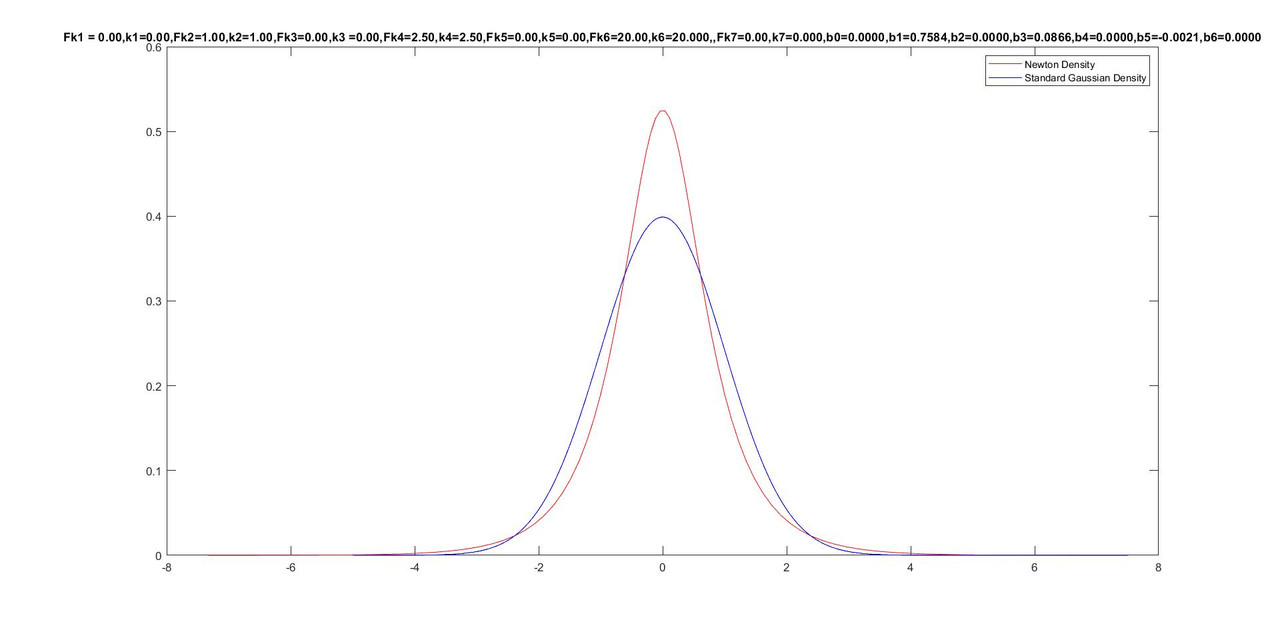 Fk1 = 0.00,k1=0.00,Fk2=1.00,k2=1.00,Fk3=0.00,k3 =0.00,Fk4=2.50,k4=2.50,Fk5=0.00,k5=0.00,Fk6=20.00,k6=20.000,,Fk7=0.00,k7=0.000,b0=0.0000,b1=0.7584,b2=0.0000,b3=0.0866,b4=0.0000,b5=-0.0021,b6=0.0000
0.6
Newton Density
Standard Gaussian Density
0.5
0.4
0.3
0.2
0.1
0
-8 -6 -4 -2 0 2 4 6 8